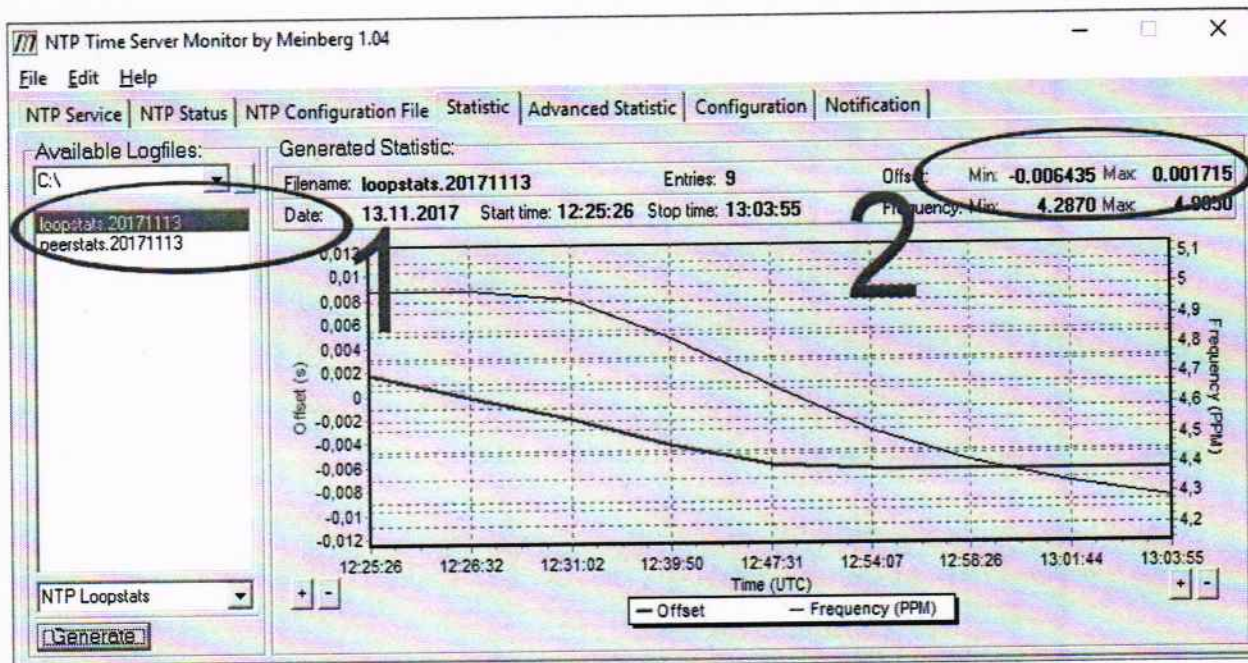 NTP Time Server Monitor by Meinberg 1.04
File Edit Help
NTP Service NTP Status NTP Configuration File Statistic Advanced Statistic Configuration Notification
Available Logfiles:
C:\
loopstats.20171113
peerstats.20171113
NTP Loopstats
Generate
Generated Statistic:
Filename: loopstats.20171113 Entries: 9 Offset: Min: -0.006435 Max: 0.001715
Date: 13.11.2017 Start time: 12:25:26 Stop time: 13:03:55 Frequency: Min: 4.2870 Max:
1
2
0,012
0,01
0,008
0,006
0,004
0,002
0
-0,002
-0,004
-0,006
-0,008
-0,01
-0,012
Offset (s)
5,1
5
4,9
4,8
4,7
4,6
4,5
4,4
4,3
4,2
Frequency (PPM)
12:25:26 12:26:32 12:31:02 12:39:50 12:47:31 12:54:07 12:58:26 13:01:44 13:03:55
Time (UTC)
+ - + -
Offset Frequency (PPM)